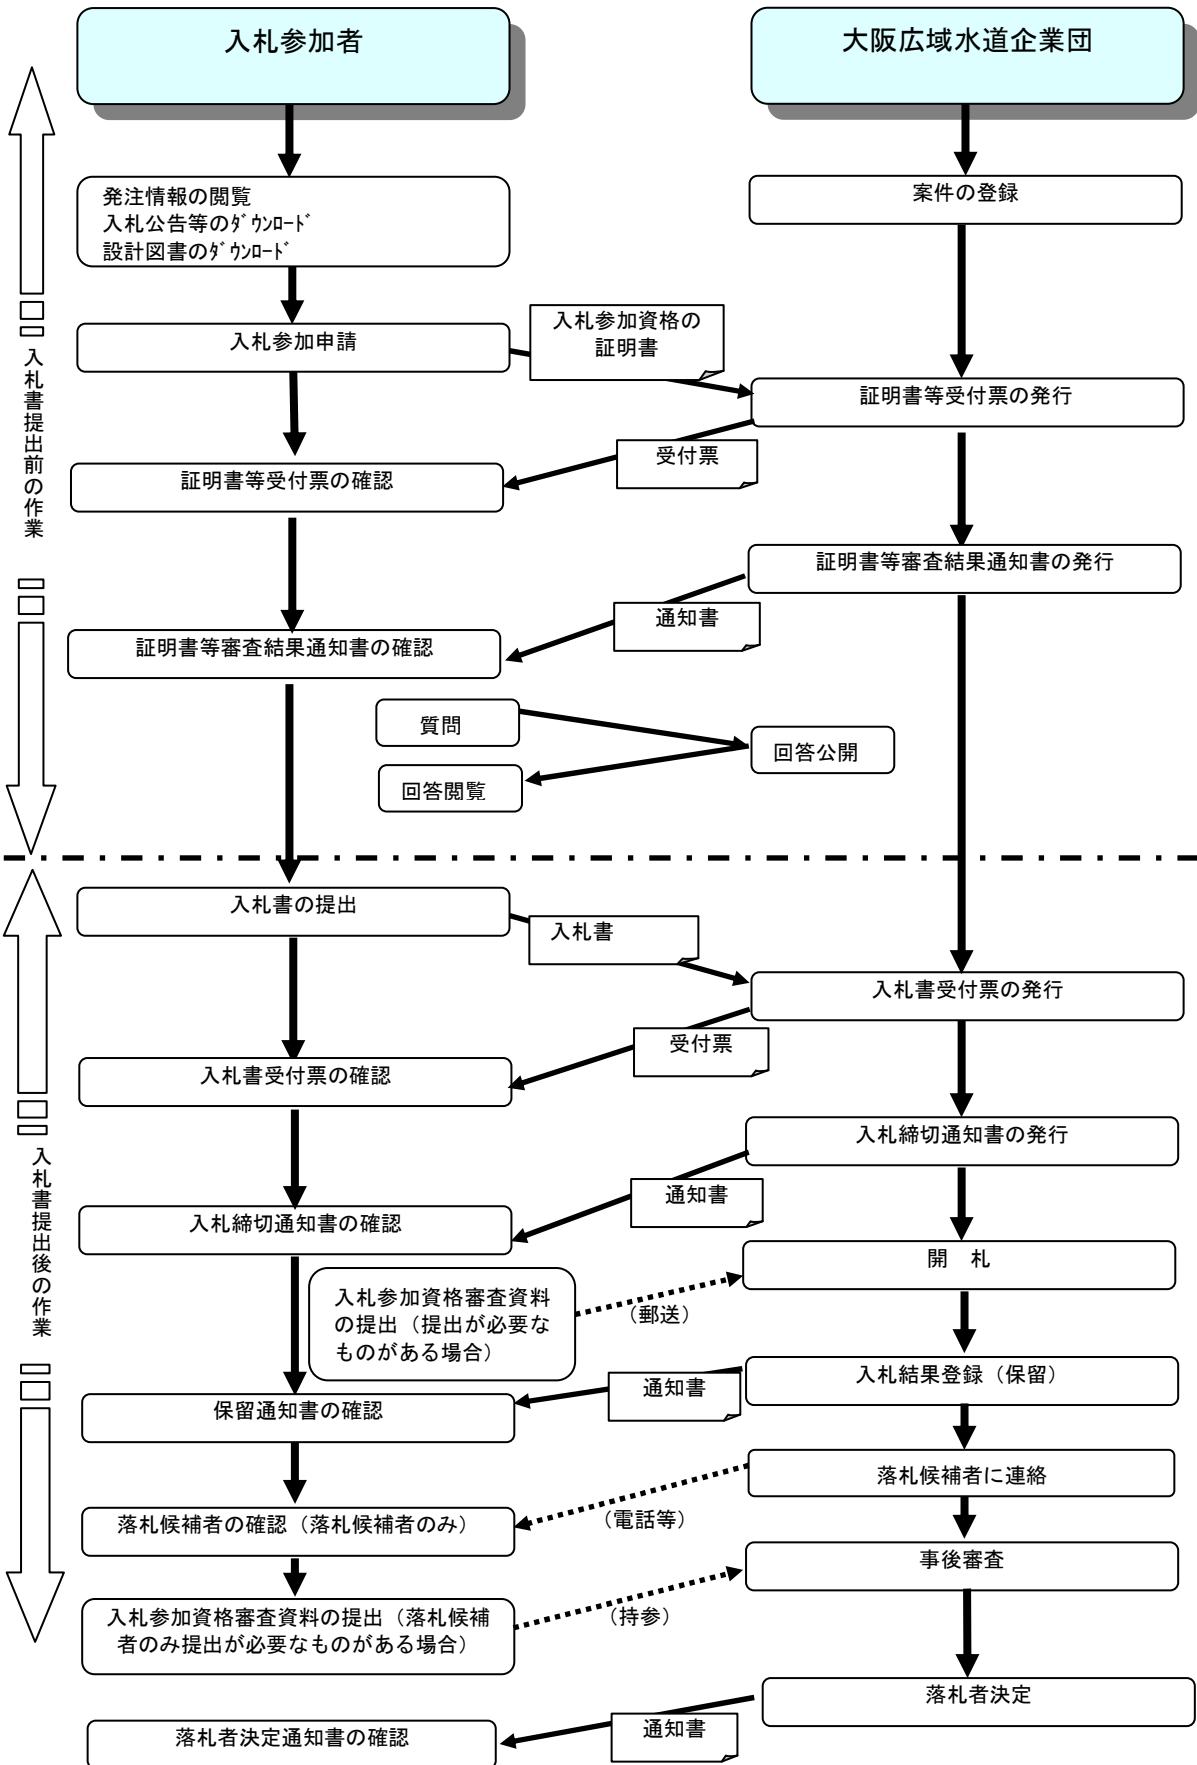 入札参加者
大阪広域水道企業団
発注情報の閲覧
入札公告等のﾀﾞｳﾝﾛｰﾄﾞ
設計図書のﾀﾞｳﾝﾛｰﾄﾞ
案件の登録
入札参加申請
入札参加資格の
証明書
証明書等受付票の発行
受付票
証明書等受付票の確認
入札書提出前の作業
証明書等審査結果通知書の発行
通知書
証明書等審査結果通知書の確認
質問
回答公開
回答閲覧
入札書の提出
入札書
入札書受付票の発行
受付票
入札書受付票の確認
入札締切通知書の発行
通知書
入札締切通知書の確認
入札書提出後の作業
開　札
入札参加資格審査資料
の提出（提出が必要な
ものがある場合）
（郵送）
入札結果登録（保留）
通知書
保留通知書の確認
落札候補者に連絡
（電話等）
落札候補者の確認（落札候補者のみ）
事後審査
入札参加資格審査資料の提出（落札候補
者のみ提出が必要なものがある場合）
（持参）
落札者決定
通知書
落札者決定通知書の確認